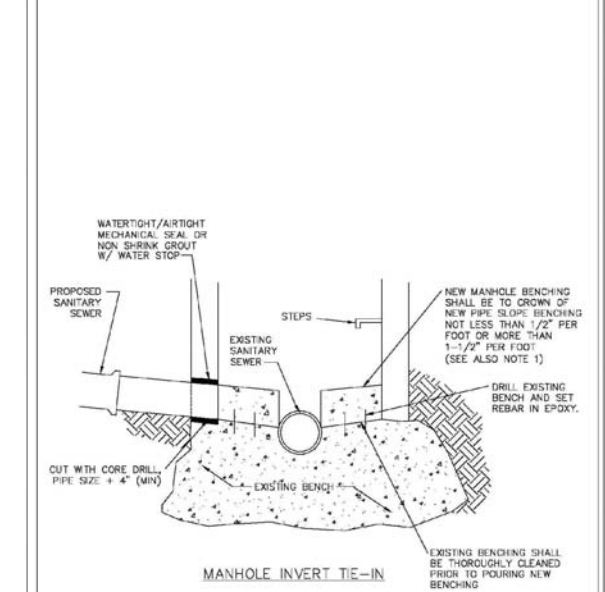 WATERTIGHT/AIRTIGHT
MECHANICAL SEAL OR
NON SHRINK GROUT
W/ WATER STOP
PROPOSED
SANITARY
SEWER
STEPS
EXISTING
SANITARY
SEWER
NEW MANHOLE BENCHING
SHALL BE TO CROWN OF
NEW PIPE SLOPE BENCHING
NOT LESS THAN 1/2" PER
FOOT OR MORE THAN
1-1/2" PER FOOT
(SEE ALSO NOTE 1)
DRILL EXISTING
BENCH AND SET
REBAR IN EPOXY.
CUT WITH CORE DRILL,
PIPE SIZE + 4" (MIN)
EXISTING BENCH
EXISTING BENCHING SHALL
BE THOROUGHLY CLEANED
PRIOR TO POURING NEW
BENCHING
MANHOLE INVERT TIE-IN